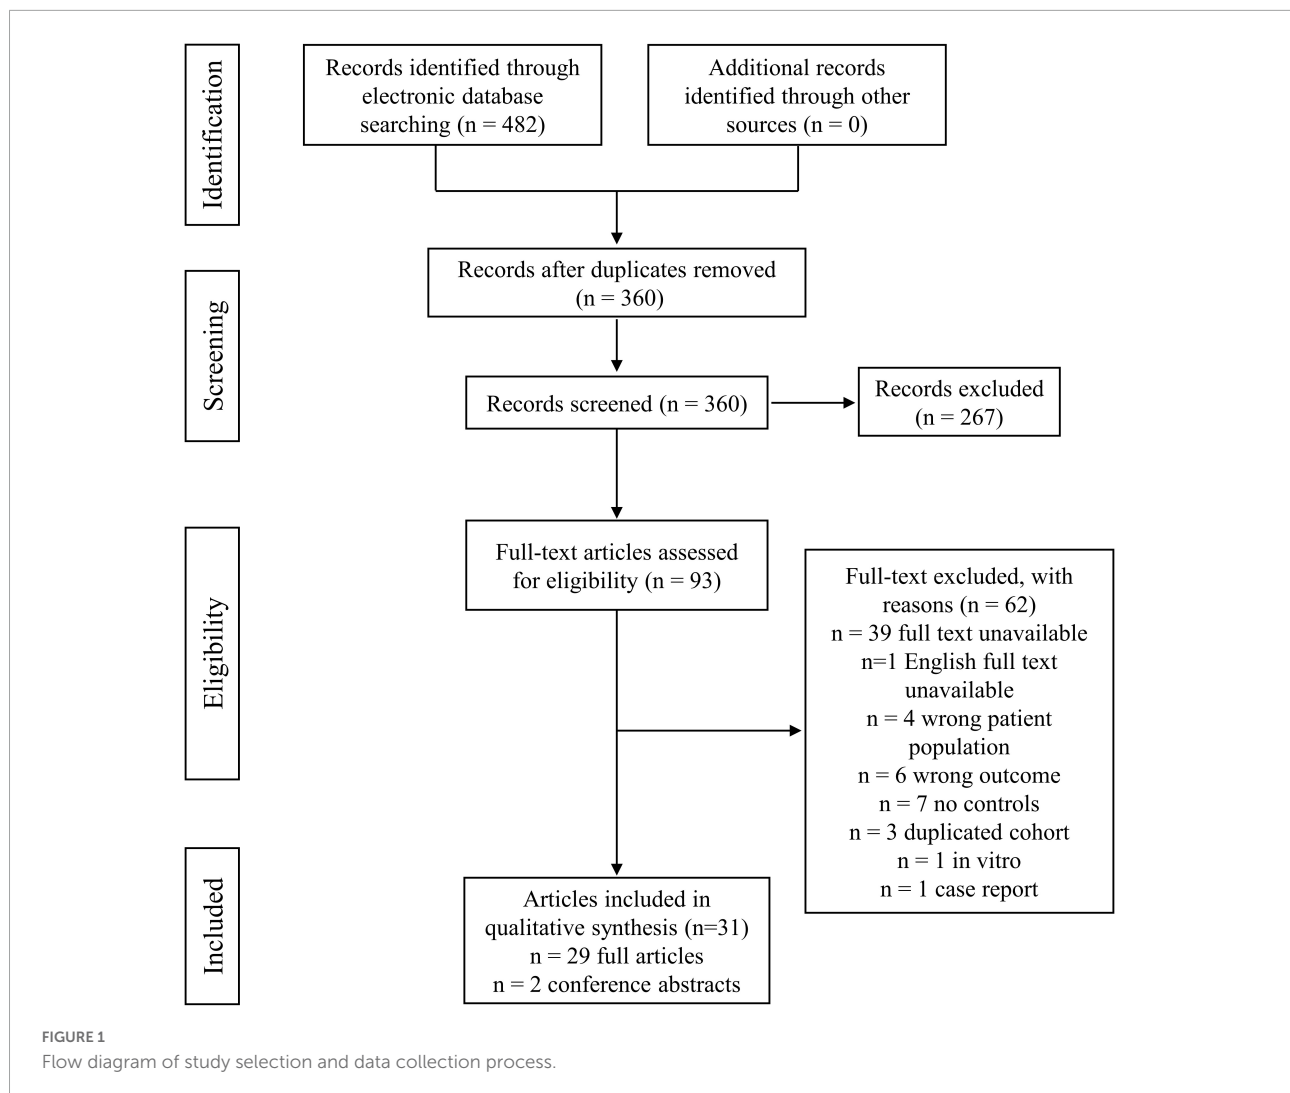 Identification
Records identified through
electronic database
searching (n = 482)
Additional records
identified through other
sources (n = 0)
Screening
Records after duplicates removed
(n = 360)
Records screened (n = 360)
Records excluded
(n = 267)
Eligibility
Full-text articles assessed
for eligibility (n = 93)
Full-text excluded, with
reasons (n = 62)
n = 39 full text unavailable
n=1 English full text
unavailable
n = 4 wrong patient
population
n = 6 wrong outcome
n = 7 no controls
n = 3 duplicated cohort
n = 1 in vitro
n = 1 case report
Included
Articles included in
qualitative synthesis (n=31)
n = 29 full articles
n = 2 conference abstracts
FIGURE 1
Flow diagram of study selection and data collection process.